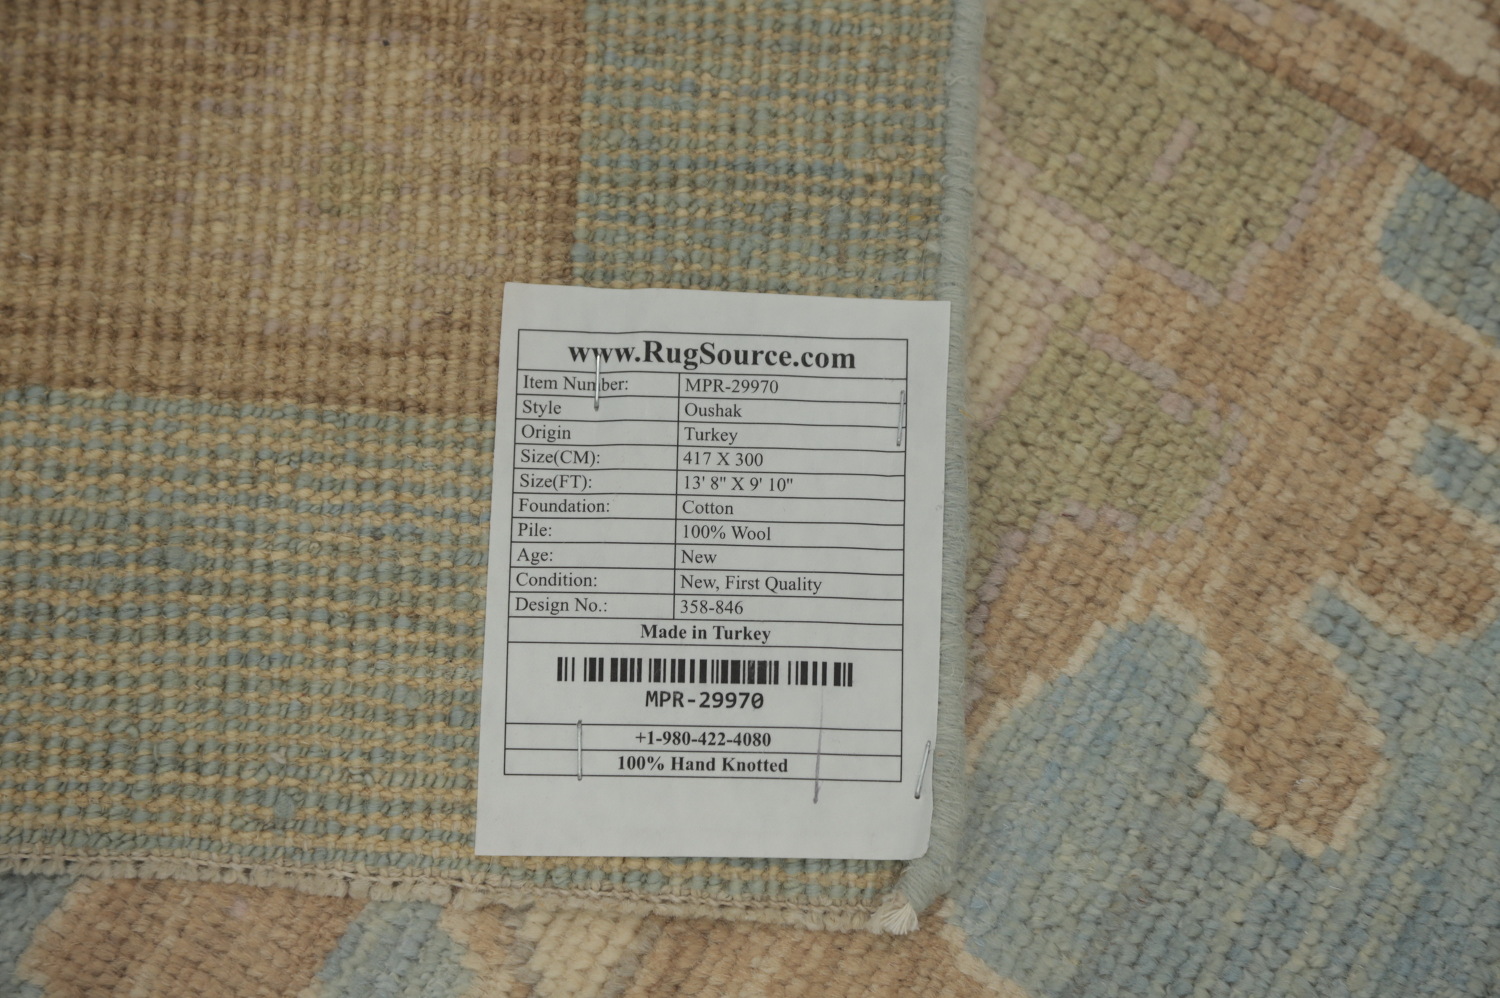 www.RugSource.com
Item Number: MPR-29970
Style Oushak
Origin Turkey
Size(CM): 417 X 300
Size(FT): 13' 8" X 9' 10"
Foundation: Cotton
Pile: 100% Wool
Age: New
Condition: New, First Quality
Design No.: 358-846
Made in Turkey
MPR-29970
+1-980-422-4080
100% Hand Knotted